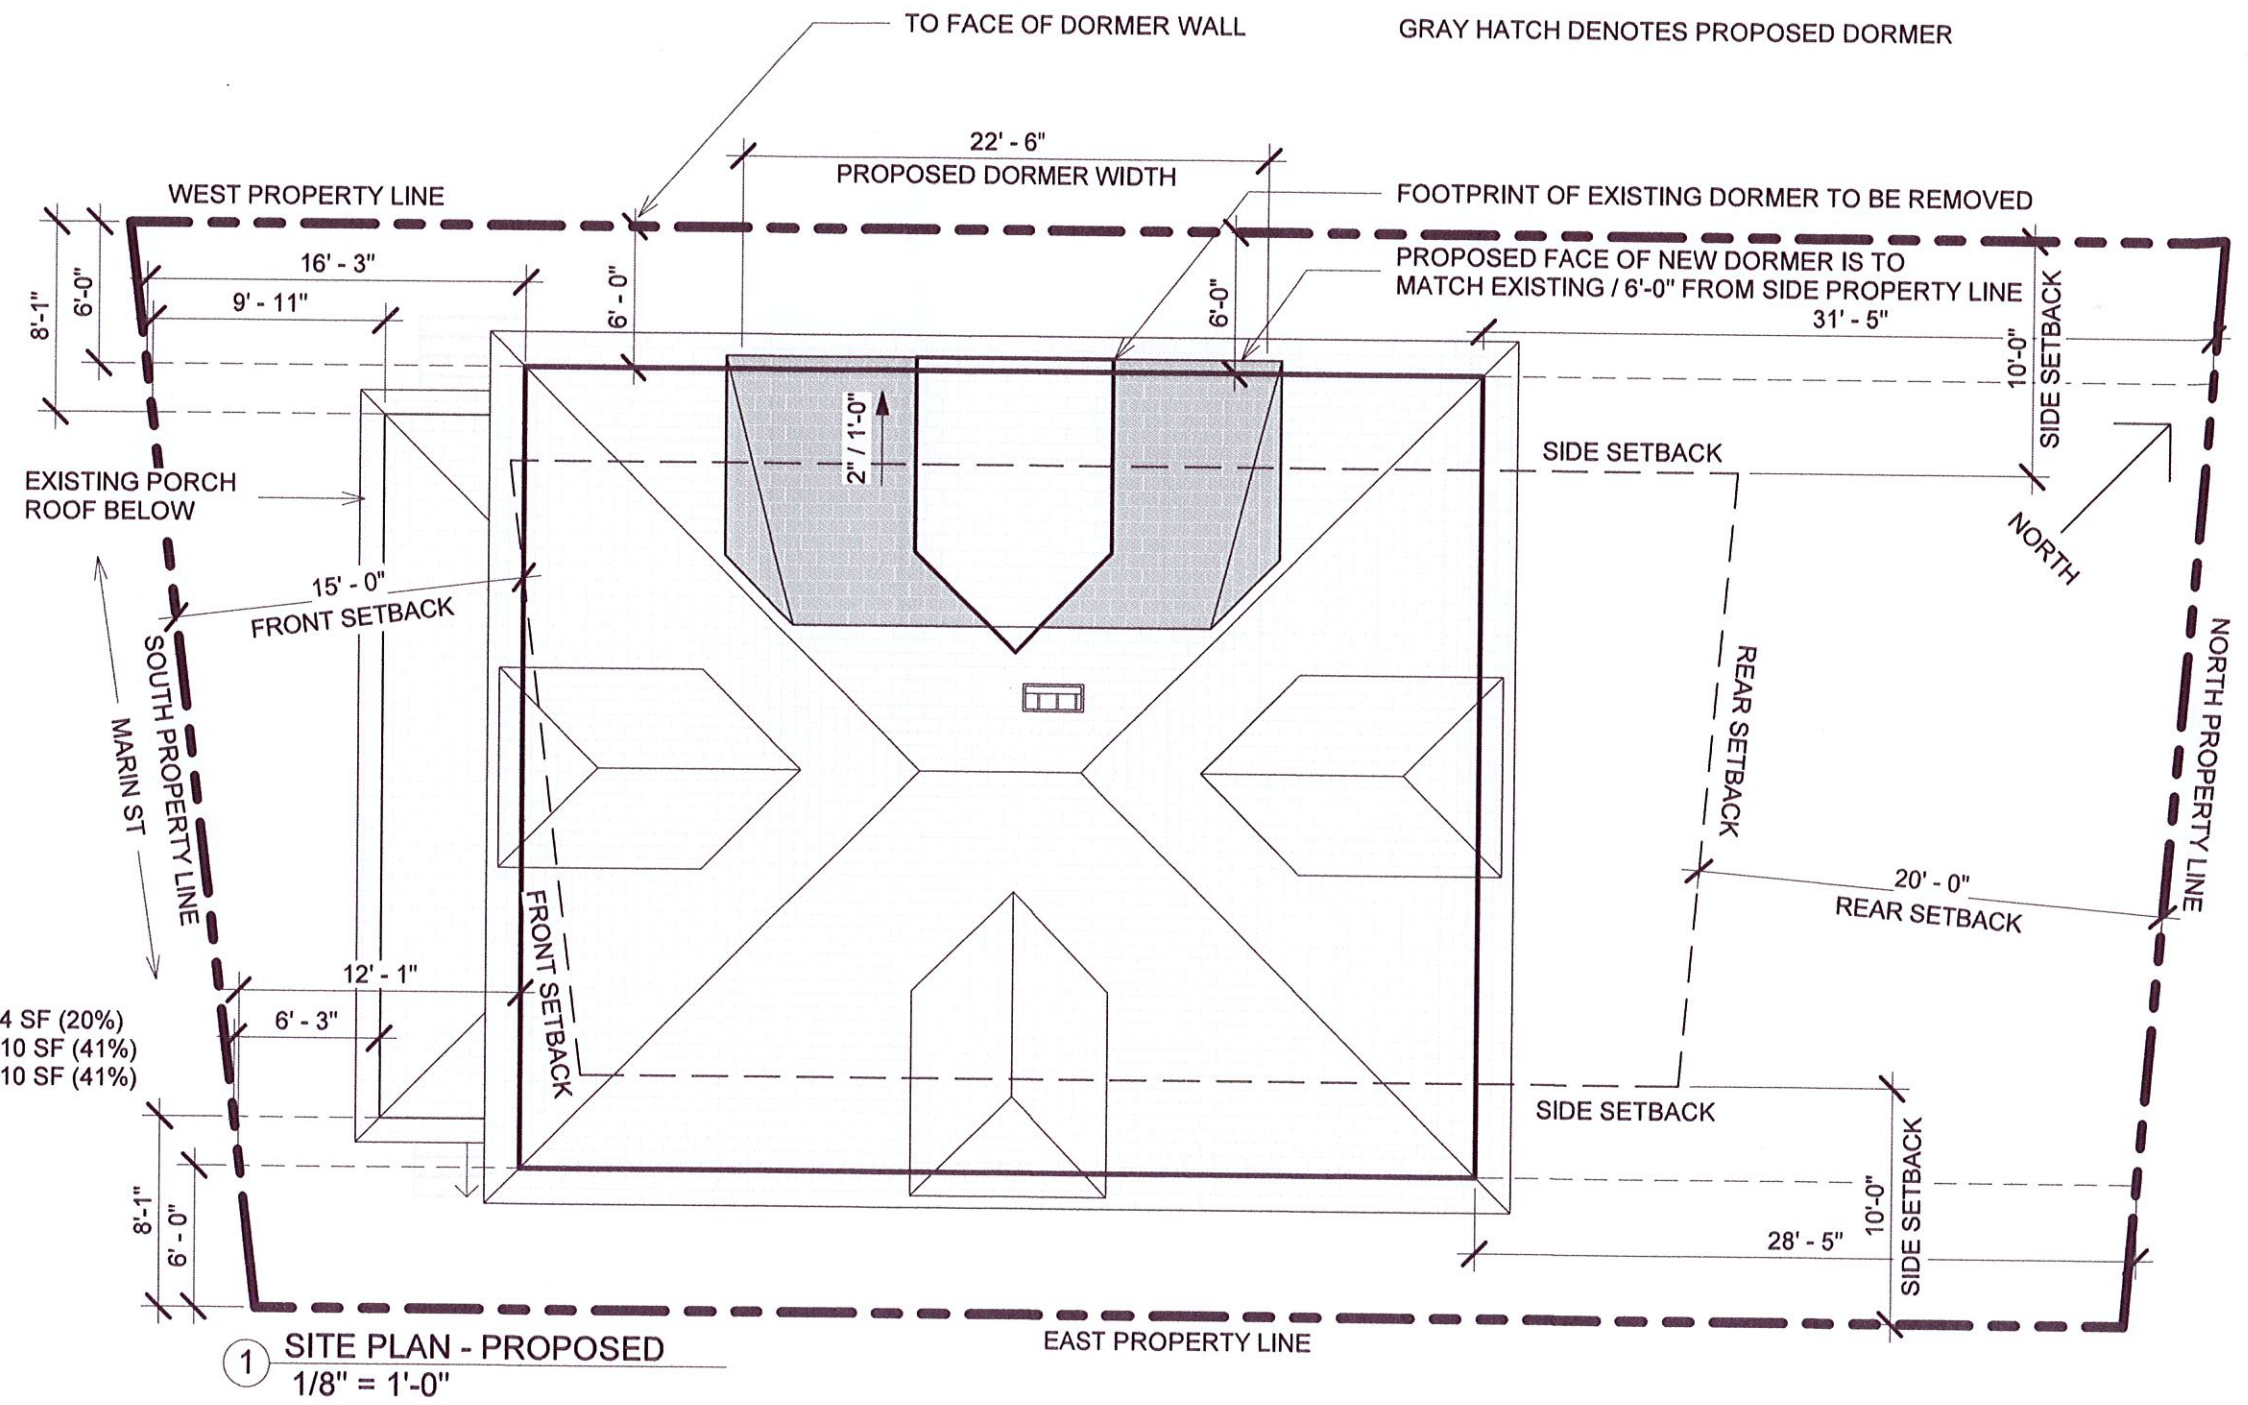 TO FACE OF DORMER WALL
GRAY HATCH DENOTES PROPOSED DORMER
22' - 6"
PROPOSED DORMER WIDTH
WEST PROPERTY LINE
FOOTPRINT OF EXISTING DORMER TO BE REMOVED
PROPOSED FACE OF NEW DORMER IS TO
MATCH EXISTING / 6'-0" FROM SIDE PROPERTY LINE
16' - 3"
9' - 11"
8'-1"
6'-0"
6' - 0"
6'-0"
31' - 5"
10'-0"
SIDE SETBACK
2" / 1'-0"
SIDE SETBACK
EXISTING PORCH
ROOF BELOW
NORTH
15' - 0"
FRONT SETBACK
SOUTH PROPERTY LINE
MARIN ST
REAR SETBACK
NORTH PROPERTY LINE
20' - 0"
REAR SETBACK
FRONT SETBACK
12' - 1"
6' - 3"
4 SF (20%)
10 SF (41%)
10 SF (41%)
SIDE SETBACK
8'-1"
6' - 0"
28' - 5"
10'-0"
SIDE SETBACK
EAST PROPERTY LINE
1
SITE PLAN - PROPOSED
1/8" = 1'-0"